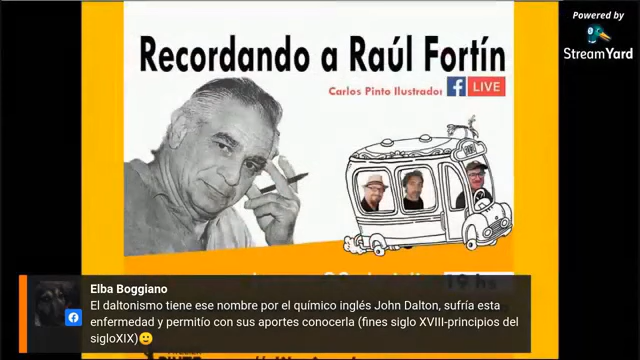 Powered by
StreamYard
Recordando a Raúl Fortín
Carlos Pinto Ilustrador
LIVE
Elba Boggiano
El daltonismo tiene ese nombre por el químico inglés John Dalton, sufría esta
enfermedad y permitío con sus aportes conocerla (fines siglo XVIII-principios del
sigloXIX)🙂